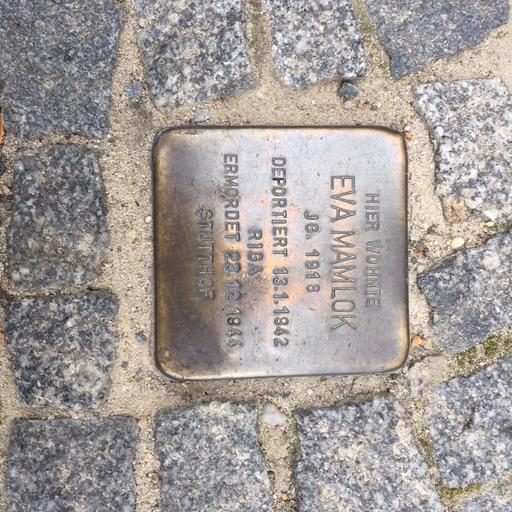 HIER WOHNTE
EVA MAMLOK
JG. 1918
DEPORTIERT 13.1.1942
RIGA
ERMORDET 23.12.1944
STUTTHOF